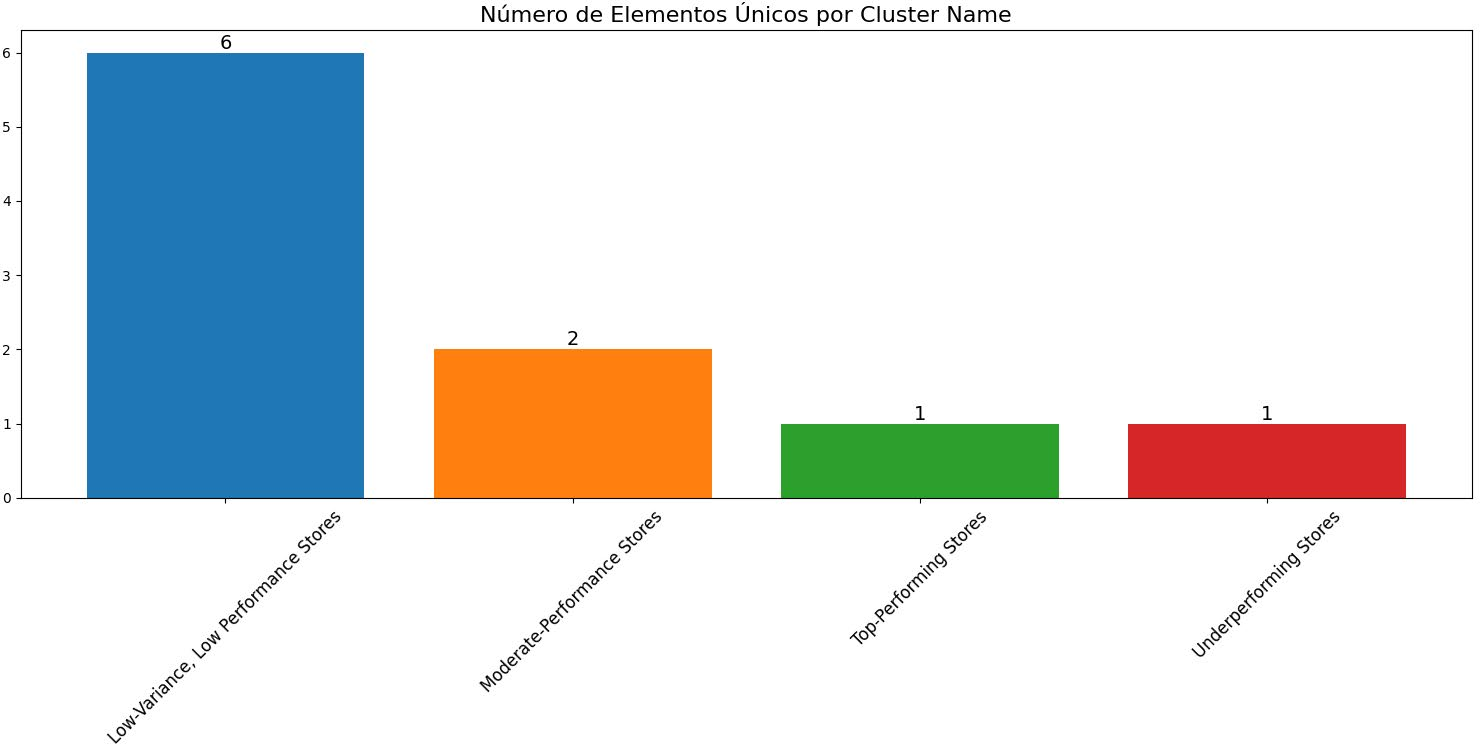 Número de Elementos Únicos por Cluster Name
6
5
4
3
2
1
0
6
2
1
1
Low-Variance, Low Performance Stores
Moderate-Performance Stores
Top-Performing Stores
Underperforming Stores